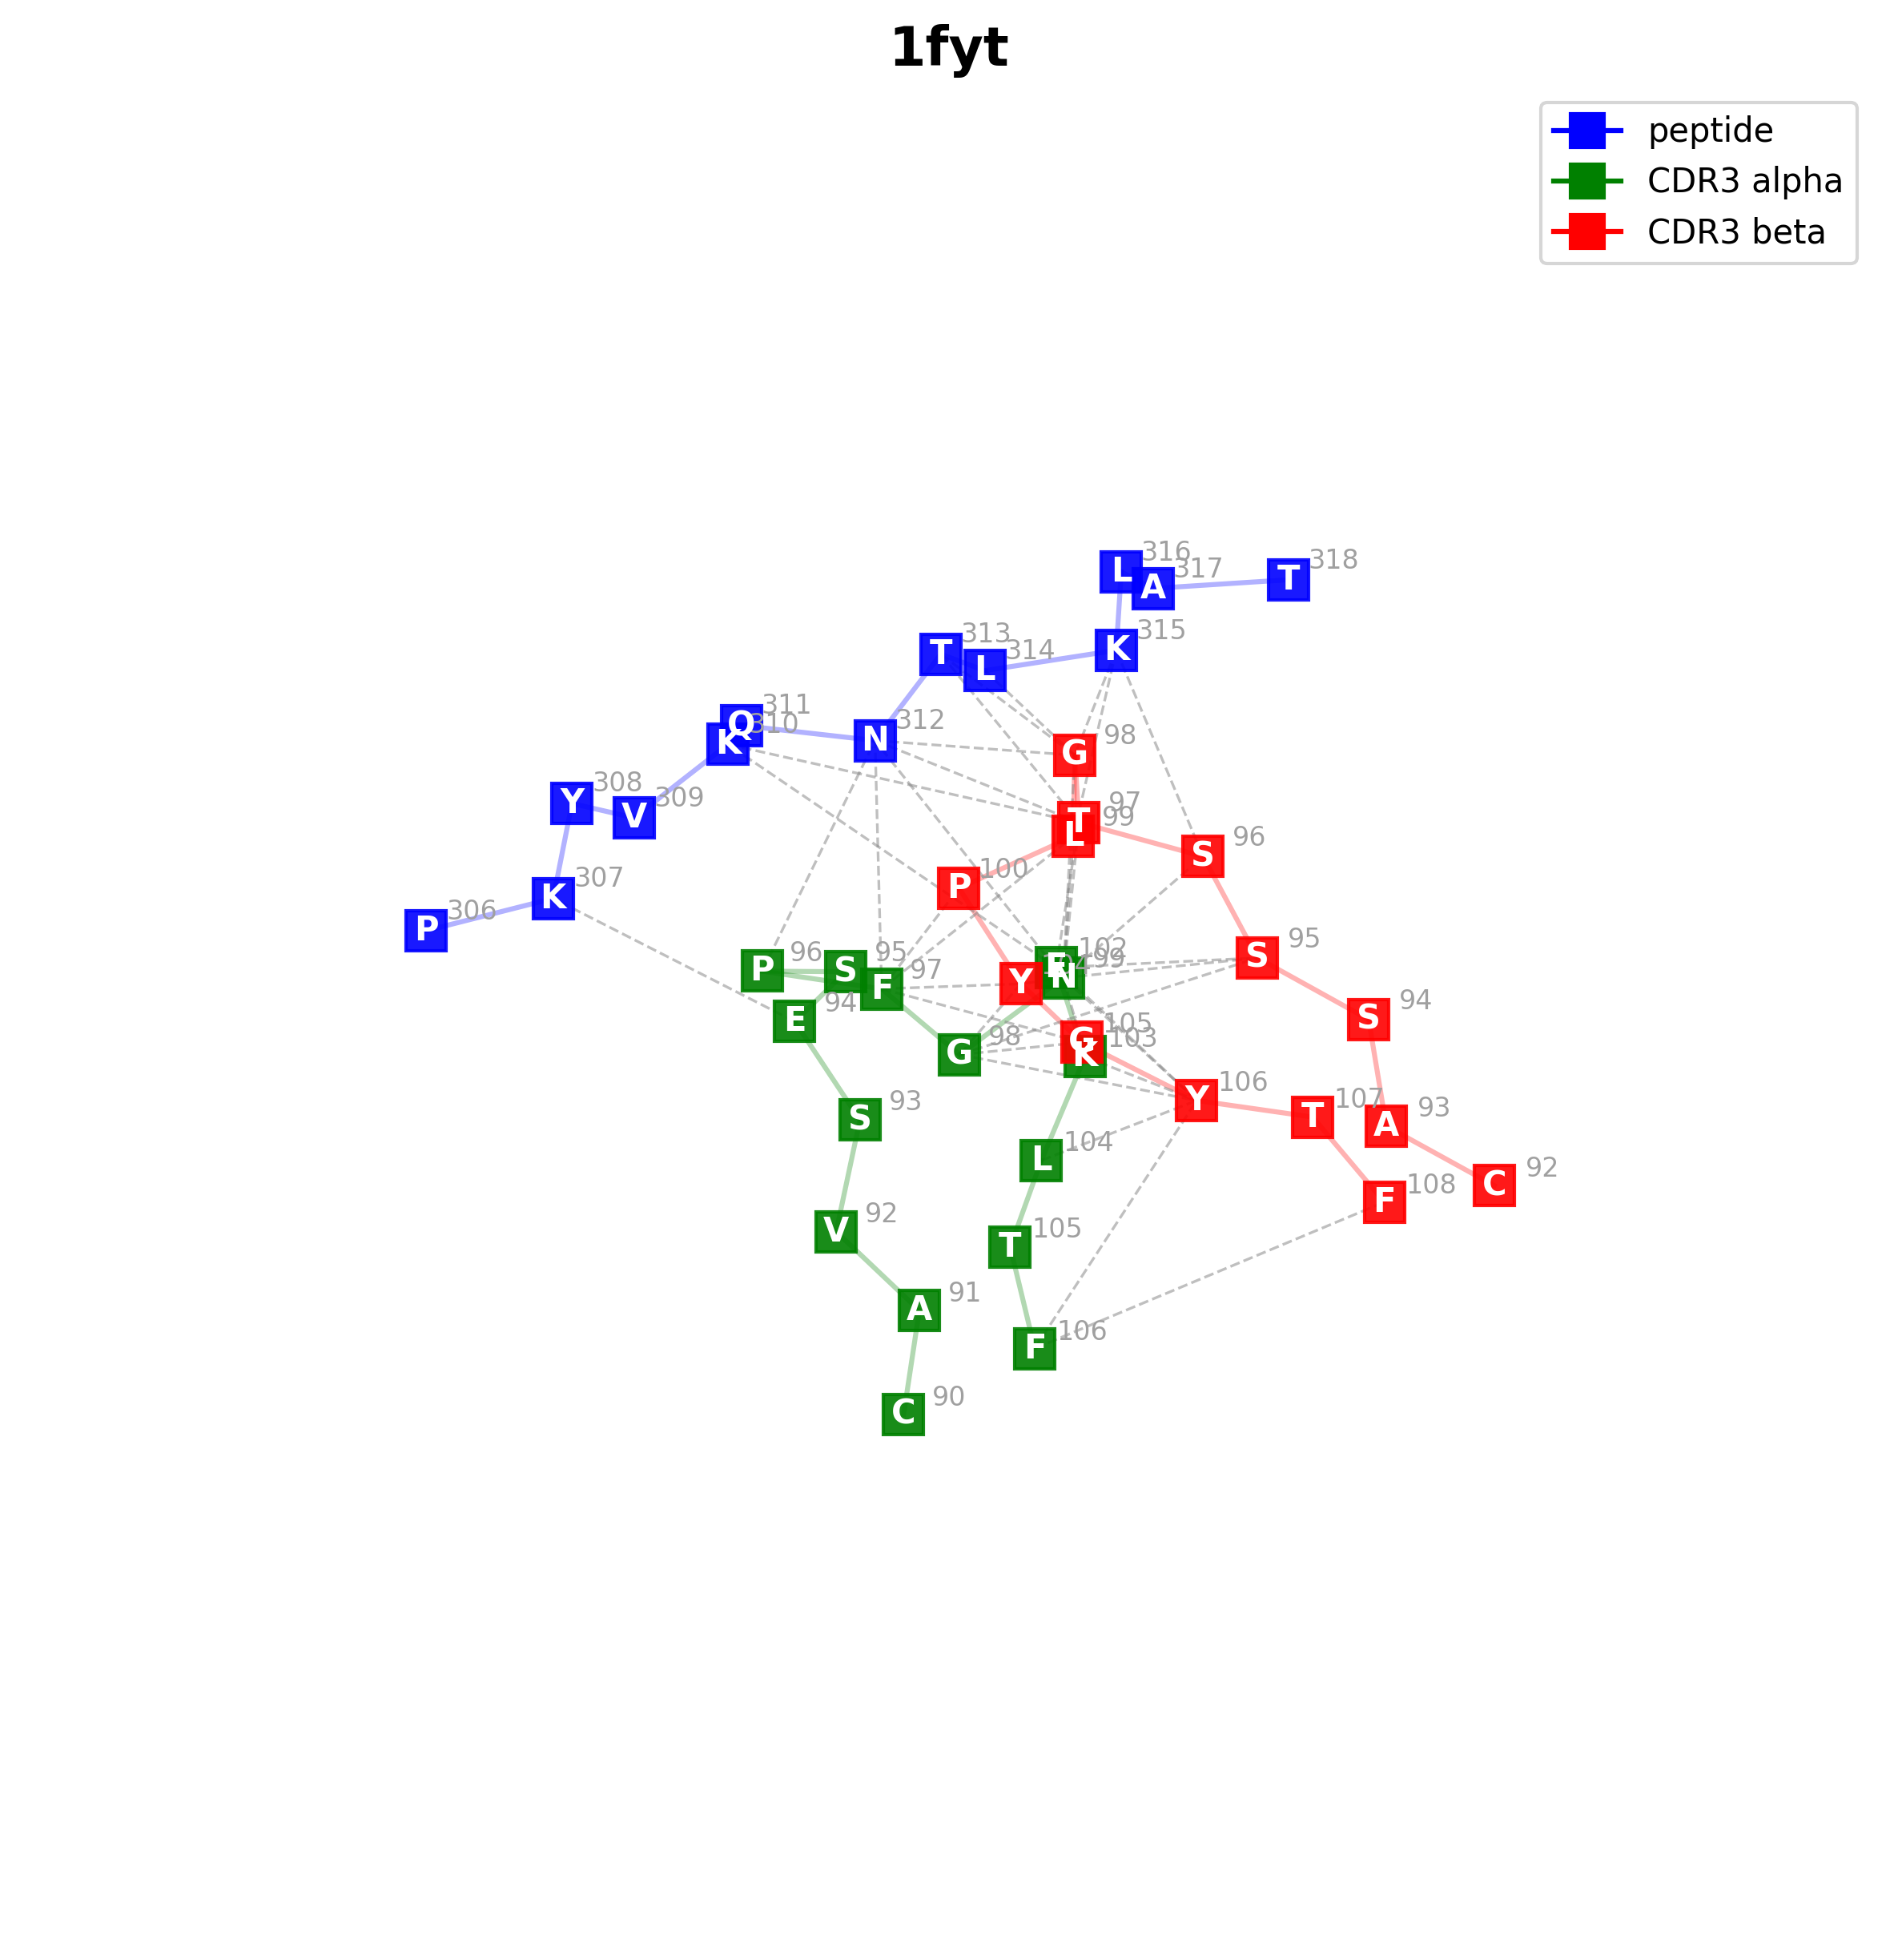 1fyt
peptide
CDR3 alpha
CDR3 beta
L 316
A 317
T 318
T 313
L 314
K 315
Q 311
K 310
N 312
G 98
Y 308
V 309
T 97
L 99
S 96
P 100
K 307
P 306
P 96
S 95
F 97
Y
102
N 99
S 95
E 94
S 94
G 98
G 105
K 103
Y 106
T 107
A 93
S 93
L 104
C 92
F 108
V 92
T 105
A 91
F 106
C 90